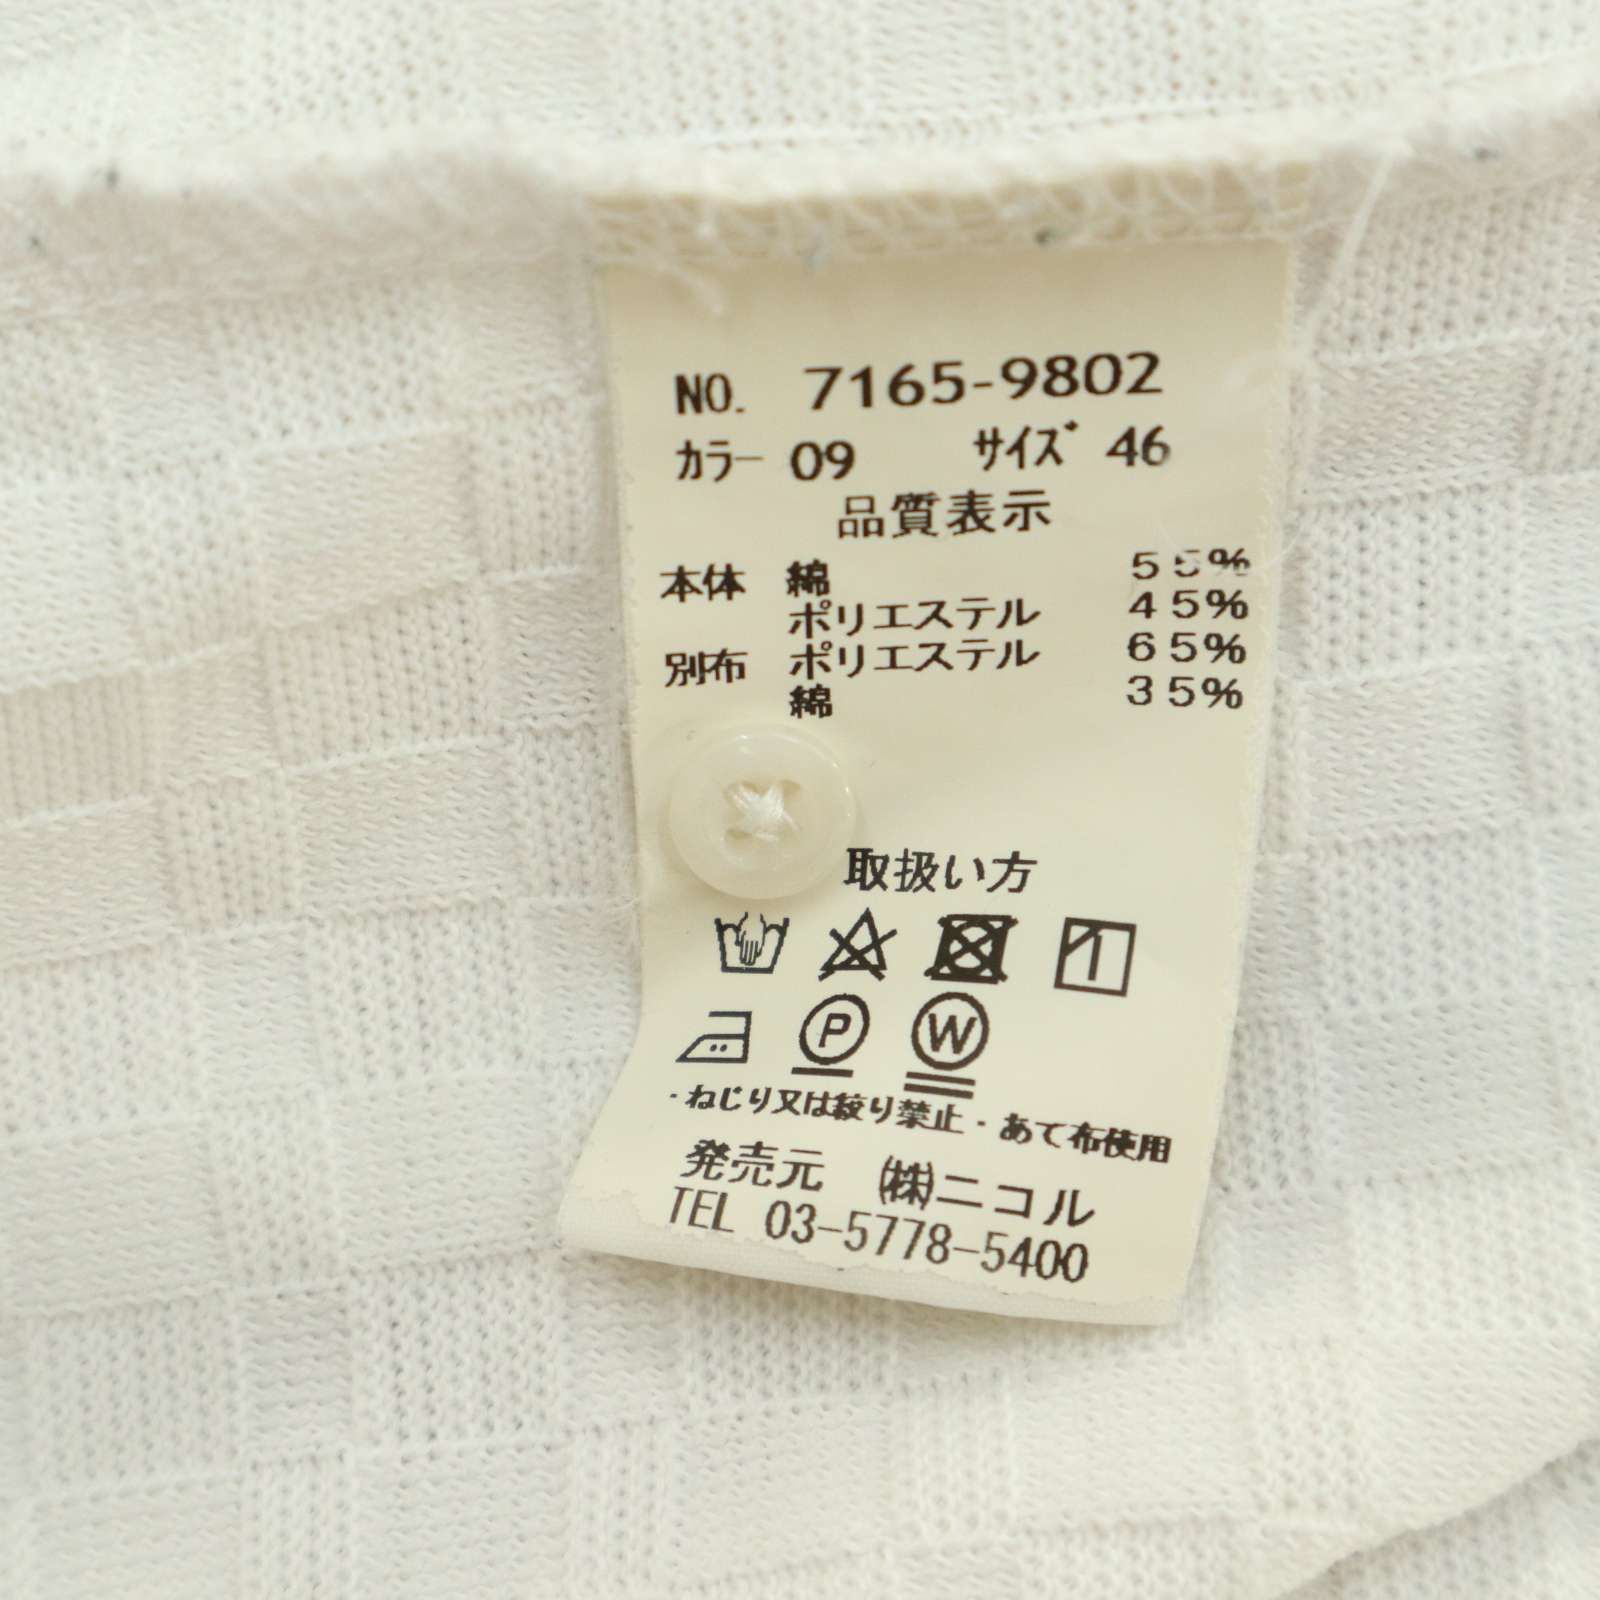 NO. 7165-9802
カラー 09 サイズ 46
品質表示
本体 綿 55%
ポリエステル 45%
別布 ポリエステル 65%
綿 35%
取扱い方
P W
・ねじり又は絞り禁止・あて布使用
発売元 ㈱ニコル
TEL 03-5778-5400